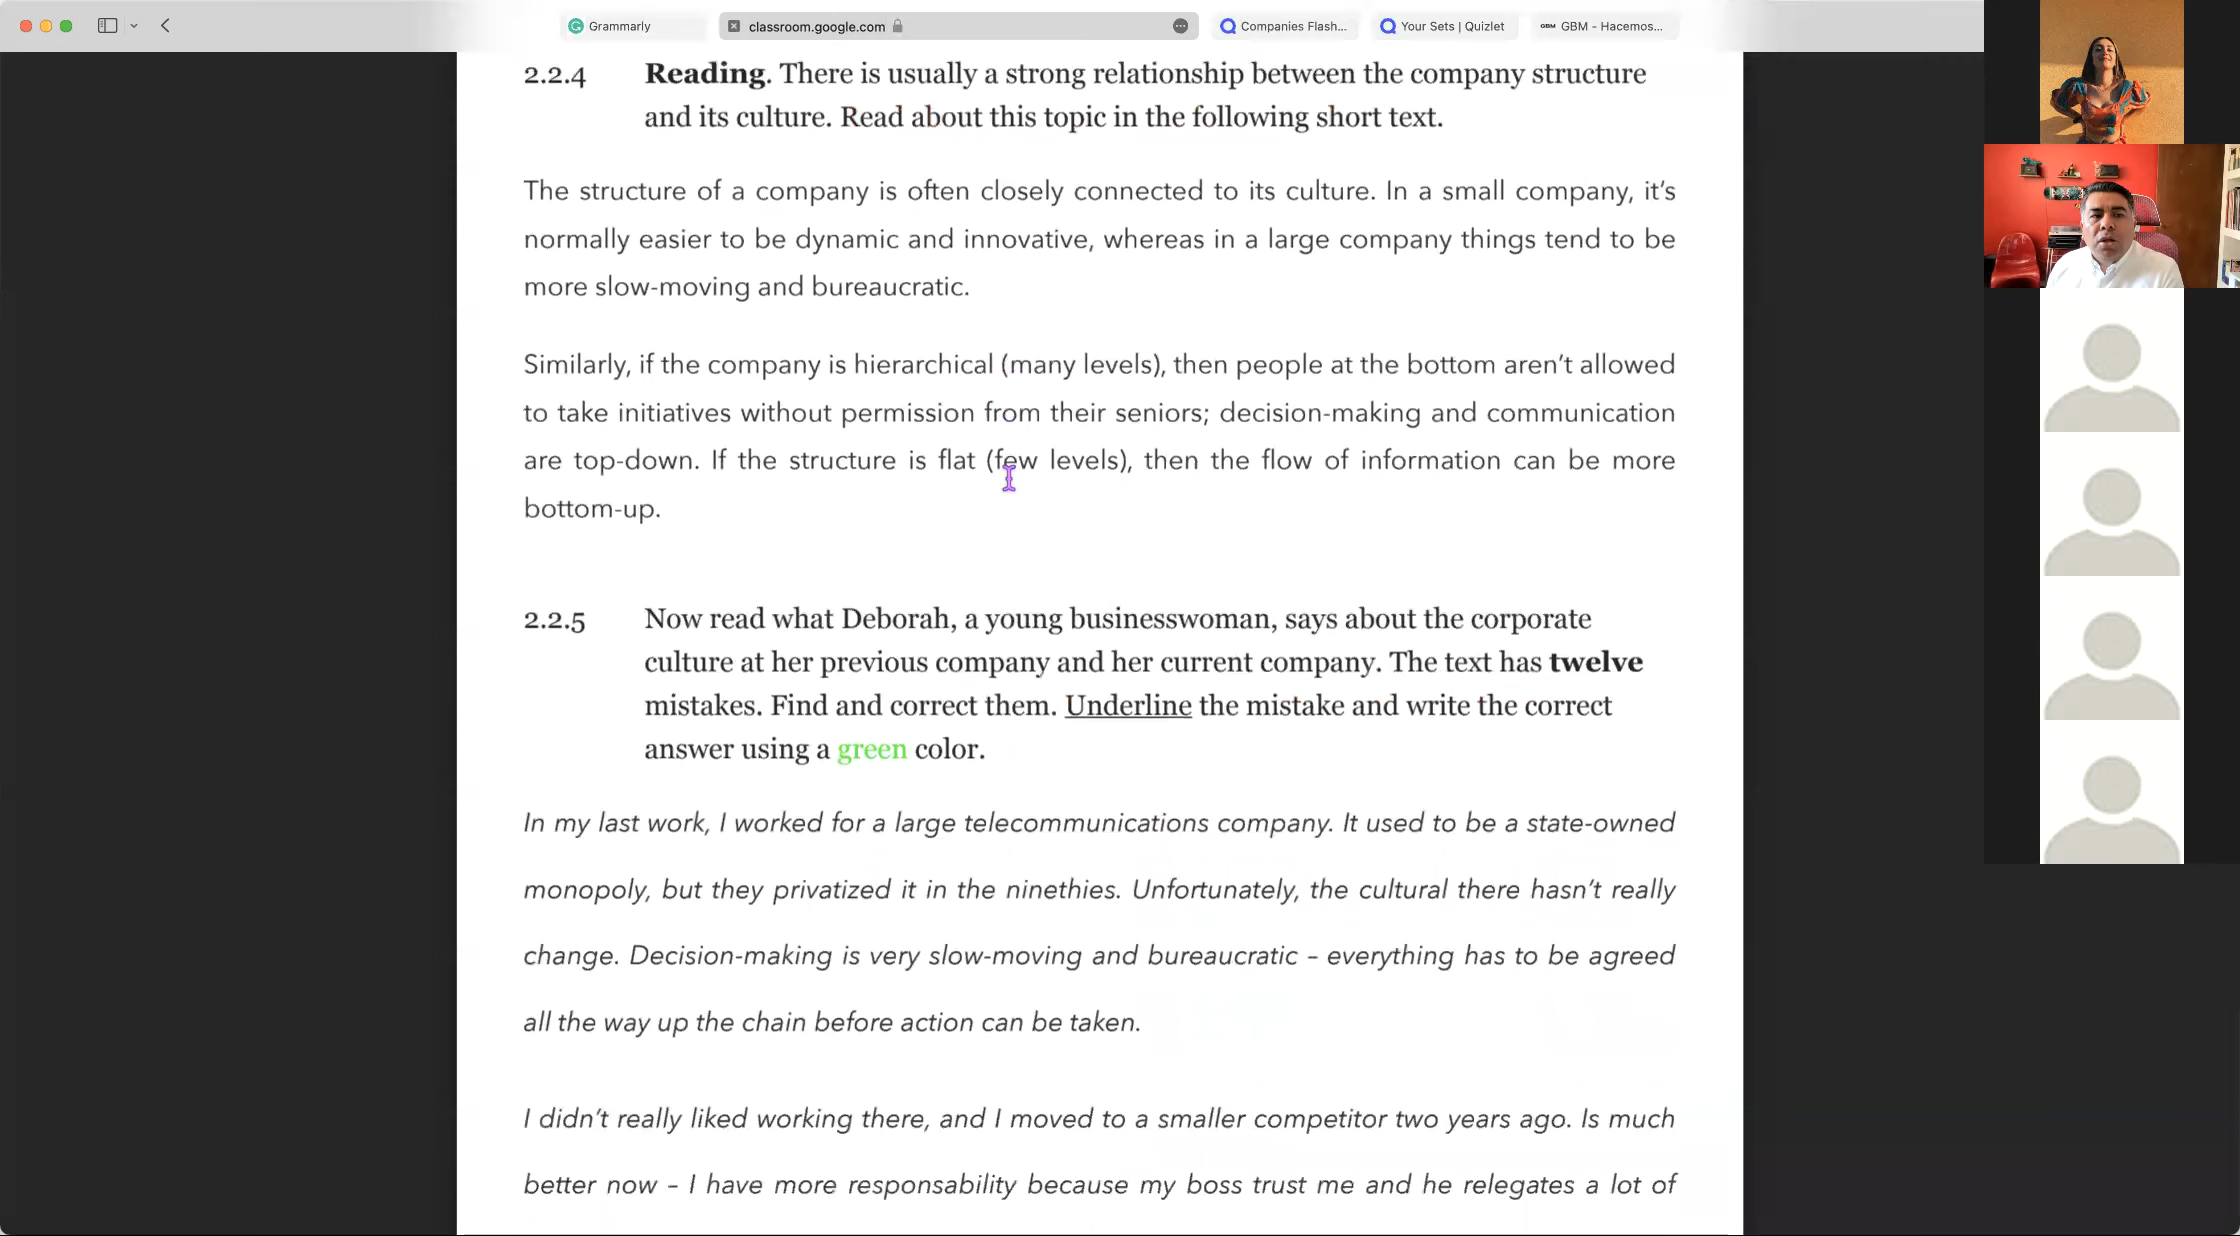 Grammarly
classroom.google.com
Companies Flash...
Your Sets | Quizlet
GBM GBM - Hacemos...
2.2.4 Reading. There is usually a strong relationship between the company structure
and its culture. Read about this topic in the following short text.
The structure of a company is often closely connected to its culture. In a small company, it's
normally easier to be dynamic and innovative, whereas in a large company things tend to be
more slow-moving and bureaucratic.
Similarly, if the company is hierarchical (many levels), then people at the bottom aren't allowed
to take initiatives without permission from their seniors; decision-making and communication
are top-down. If the structure is flat (few levels), then the flow of information can be more
bottom-up.
2.2.5 Now read what Deborah, a young businesswoman, says about the corporate
culture at her previous company and her current company. The text has twelve
mistakes. Find and correct them. Underline the mistake and write the correct
answer using a green color.
In my last work, I worked for a large telecommunications company. It used to be a state-owned
monopoly, but they privatized it in the ninethies. Unfortunately, the cultural there hasn't really
change. Decision-making is very slow-moving and bureaucratic – everything has to be agreed
all the way up the chain before action can be taken.
I didn't really liked working there, and I moved to a smaller competitor two years ago. Is much
better now – I have more responsability because my boss trust me and he relegates a lot of